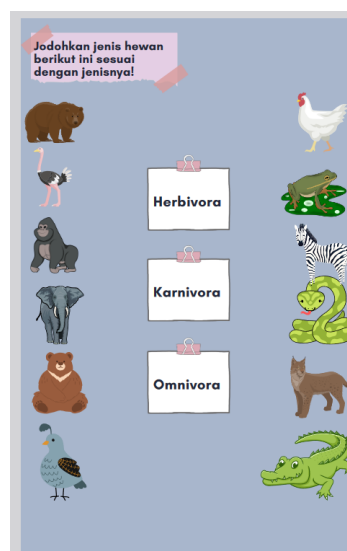 Jodohkan jenis hewan
berikut ini sesuai
dengan jenisnya!
Herbivora
Karnivora
Omnivora